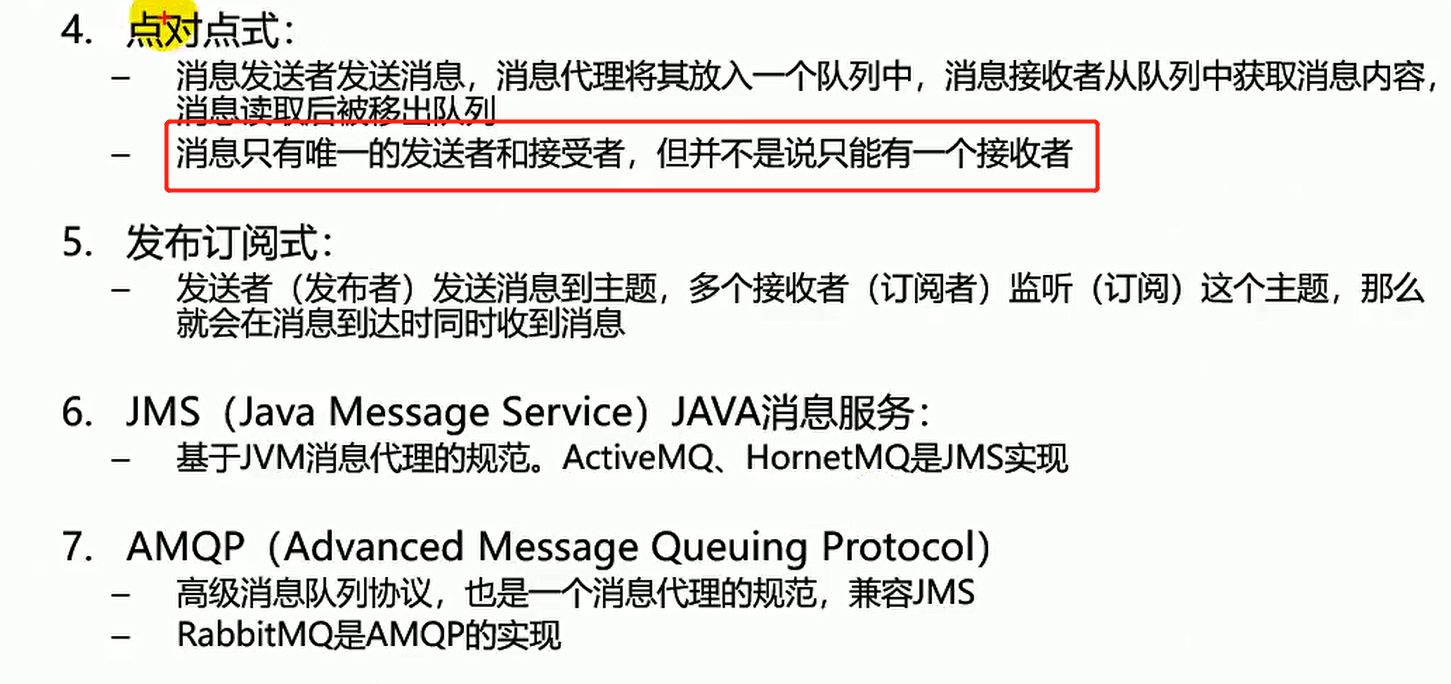 4. 点对点式：
– 消息发送者发送消息，消息代理将其放入一个队列中，消息接收者从队列中获取消息内容，
消息读取后被移出队列
– 消息只有唯一的发送者和接受者，但并不是说只能有一个接收者
5. 发布订阅式：
– 发送者（发布者）发送消息到主题，多个接收者（订阅者）监听（订阅）这个主题，那么
就会在消息到达时同时收到消息
6. JMS（Java Message Service）JAVA消息服务：
– 基于JVM消息代理的规范。ActiveMQ、HornetMQ是JMS实现
7. AMQP（Advanced Message Queuing Protocol）
– 高级消息队列协议，也是一个消息代理的规范，兼容JMS
– RabbitMQ是AMQP的实现